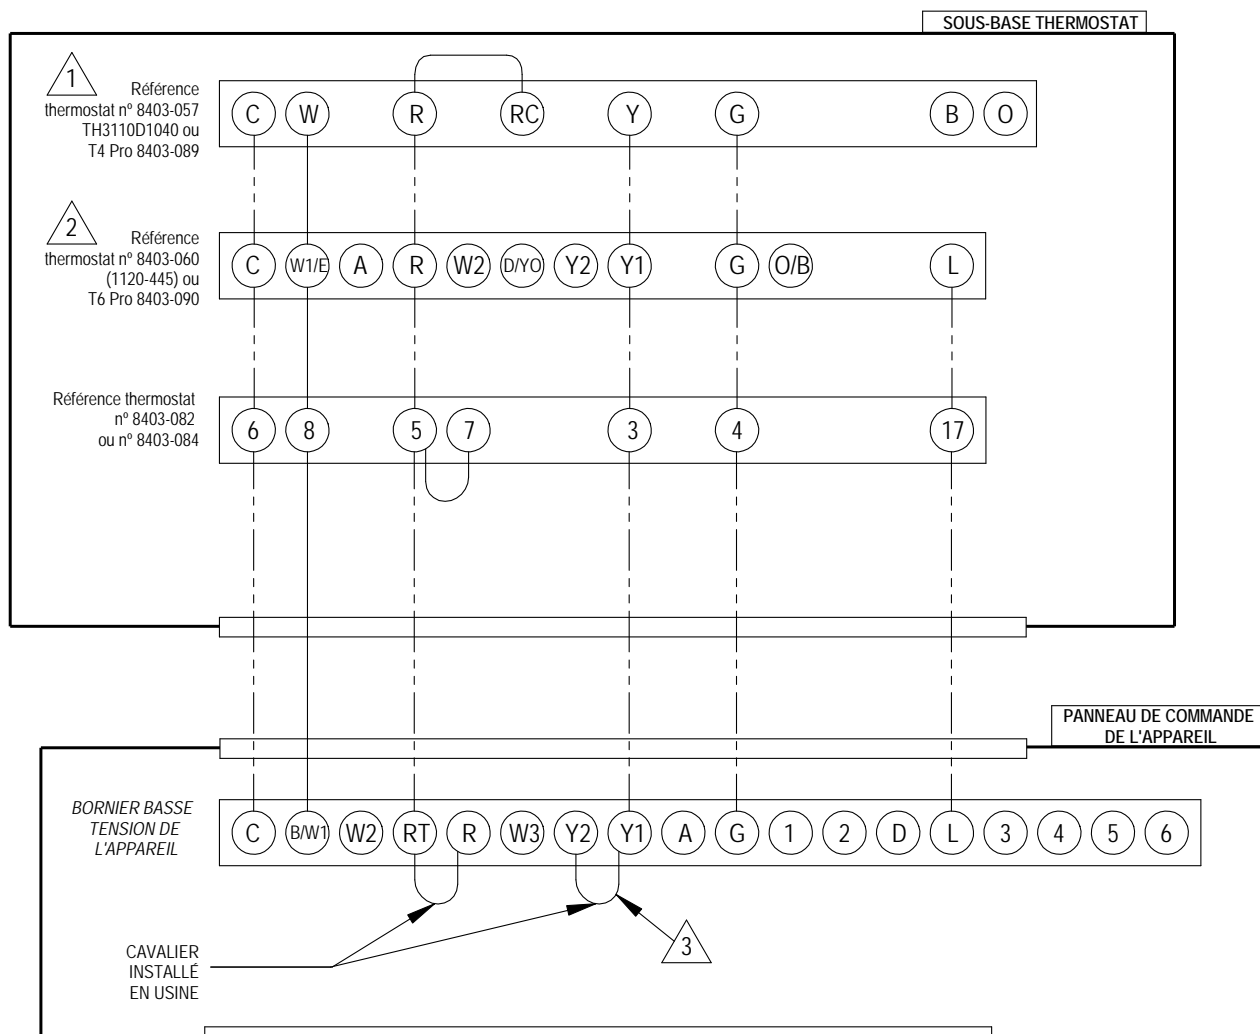 SOUS-BASE THERMOSTAT
1
Référence
thermostat nº 8403-057
TH3110D1040 ou
T4 Pro 8403-089
C W R RC Y G B O
2
Référence
thermostat nº 8403-060
(1120-445) ou
T6 Pro 8403-090
C W1/E A R W2 D/YO Y2 Y1 G O/B L
Référence thermostat
nº 8403-082
ou nº 8403-084
6 8 5 7 3 4 17
PANNEAU DE COMMANDE
DE L'APPAREIL
BORNIER BASSE
TENSION DE
L'APPAREIL
C B/W1 W2 RT R W3 Y2 Y1 A G 1 2 D L 3 4 5 6
3
CAVALIER
INSTALLÉ
EN USINE